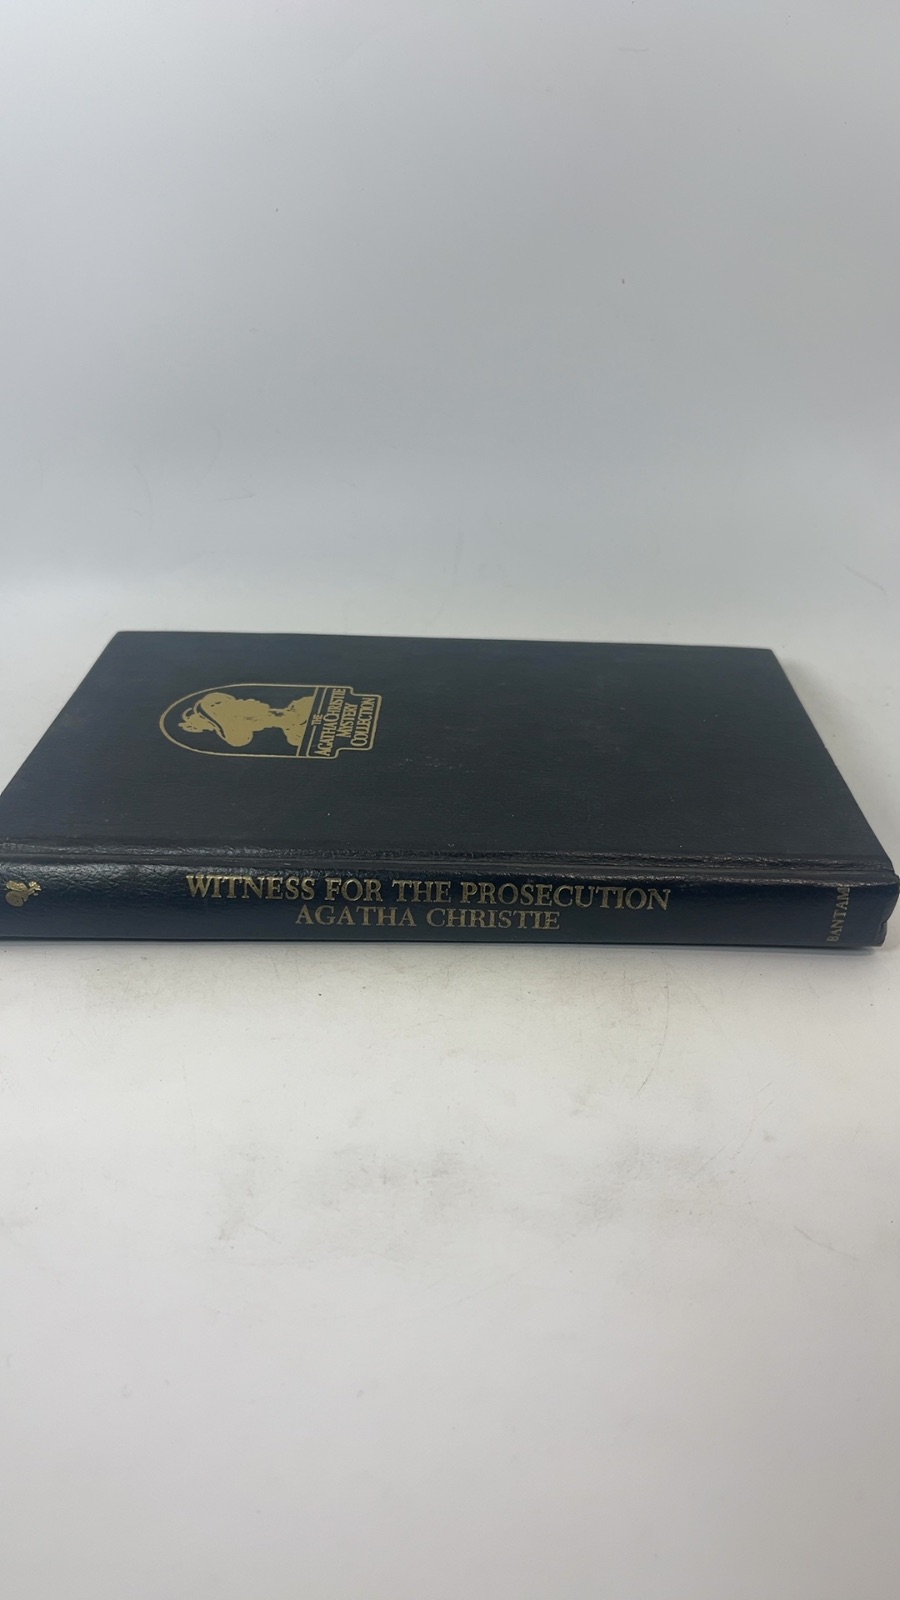 THE
AGATHA CHRISTIE
MYSTERY
COLLECTION
WITNESS FOR THE PROSECUTION
AGATHA CHRISTIE
BANTAM